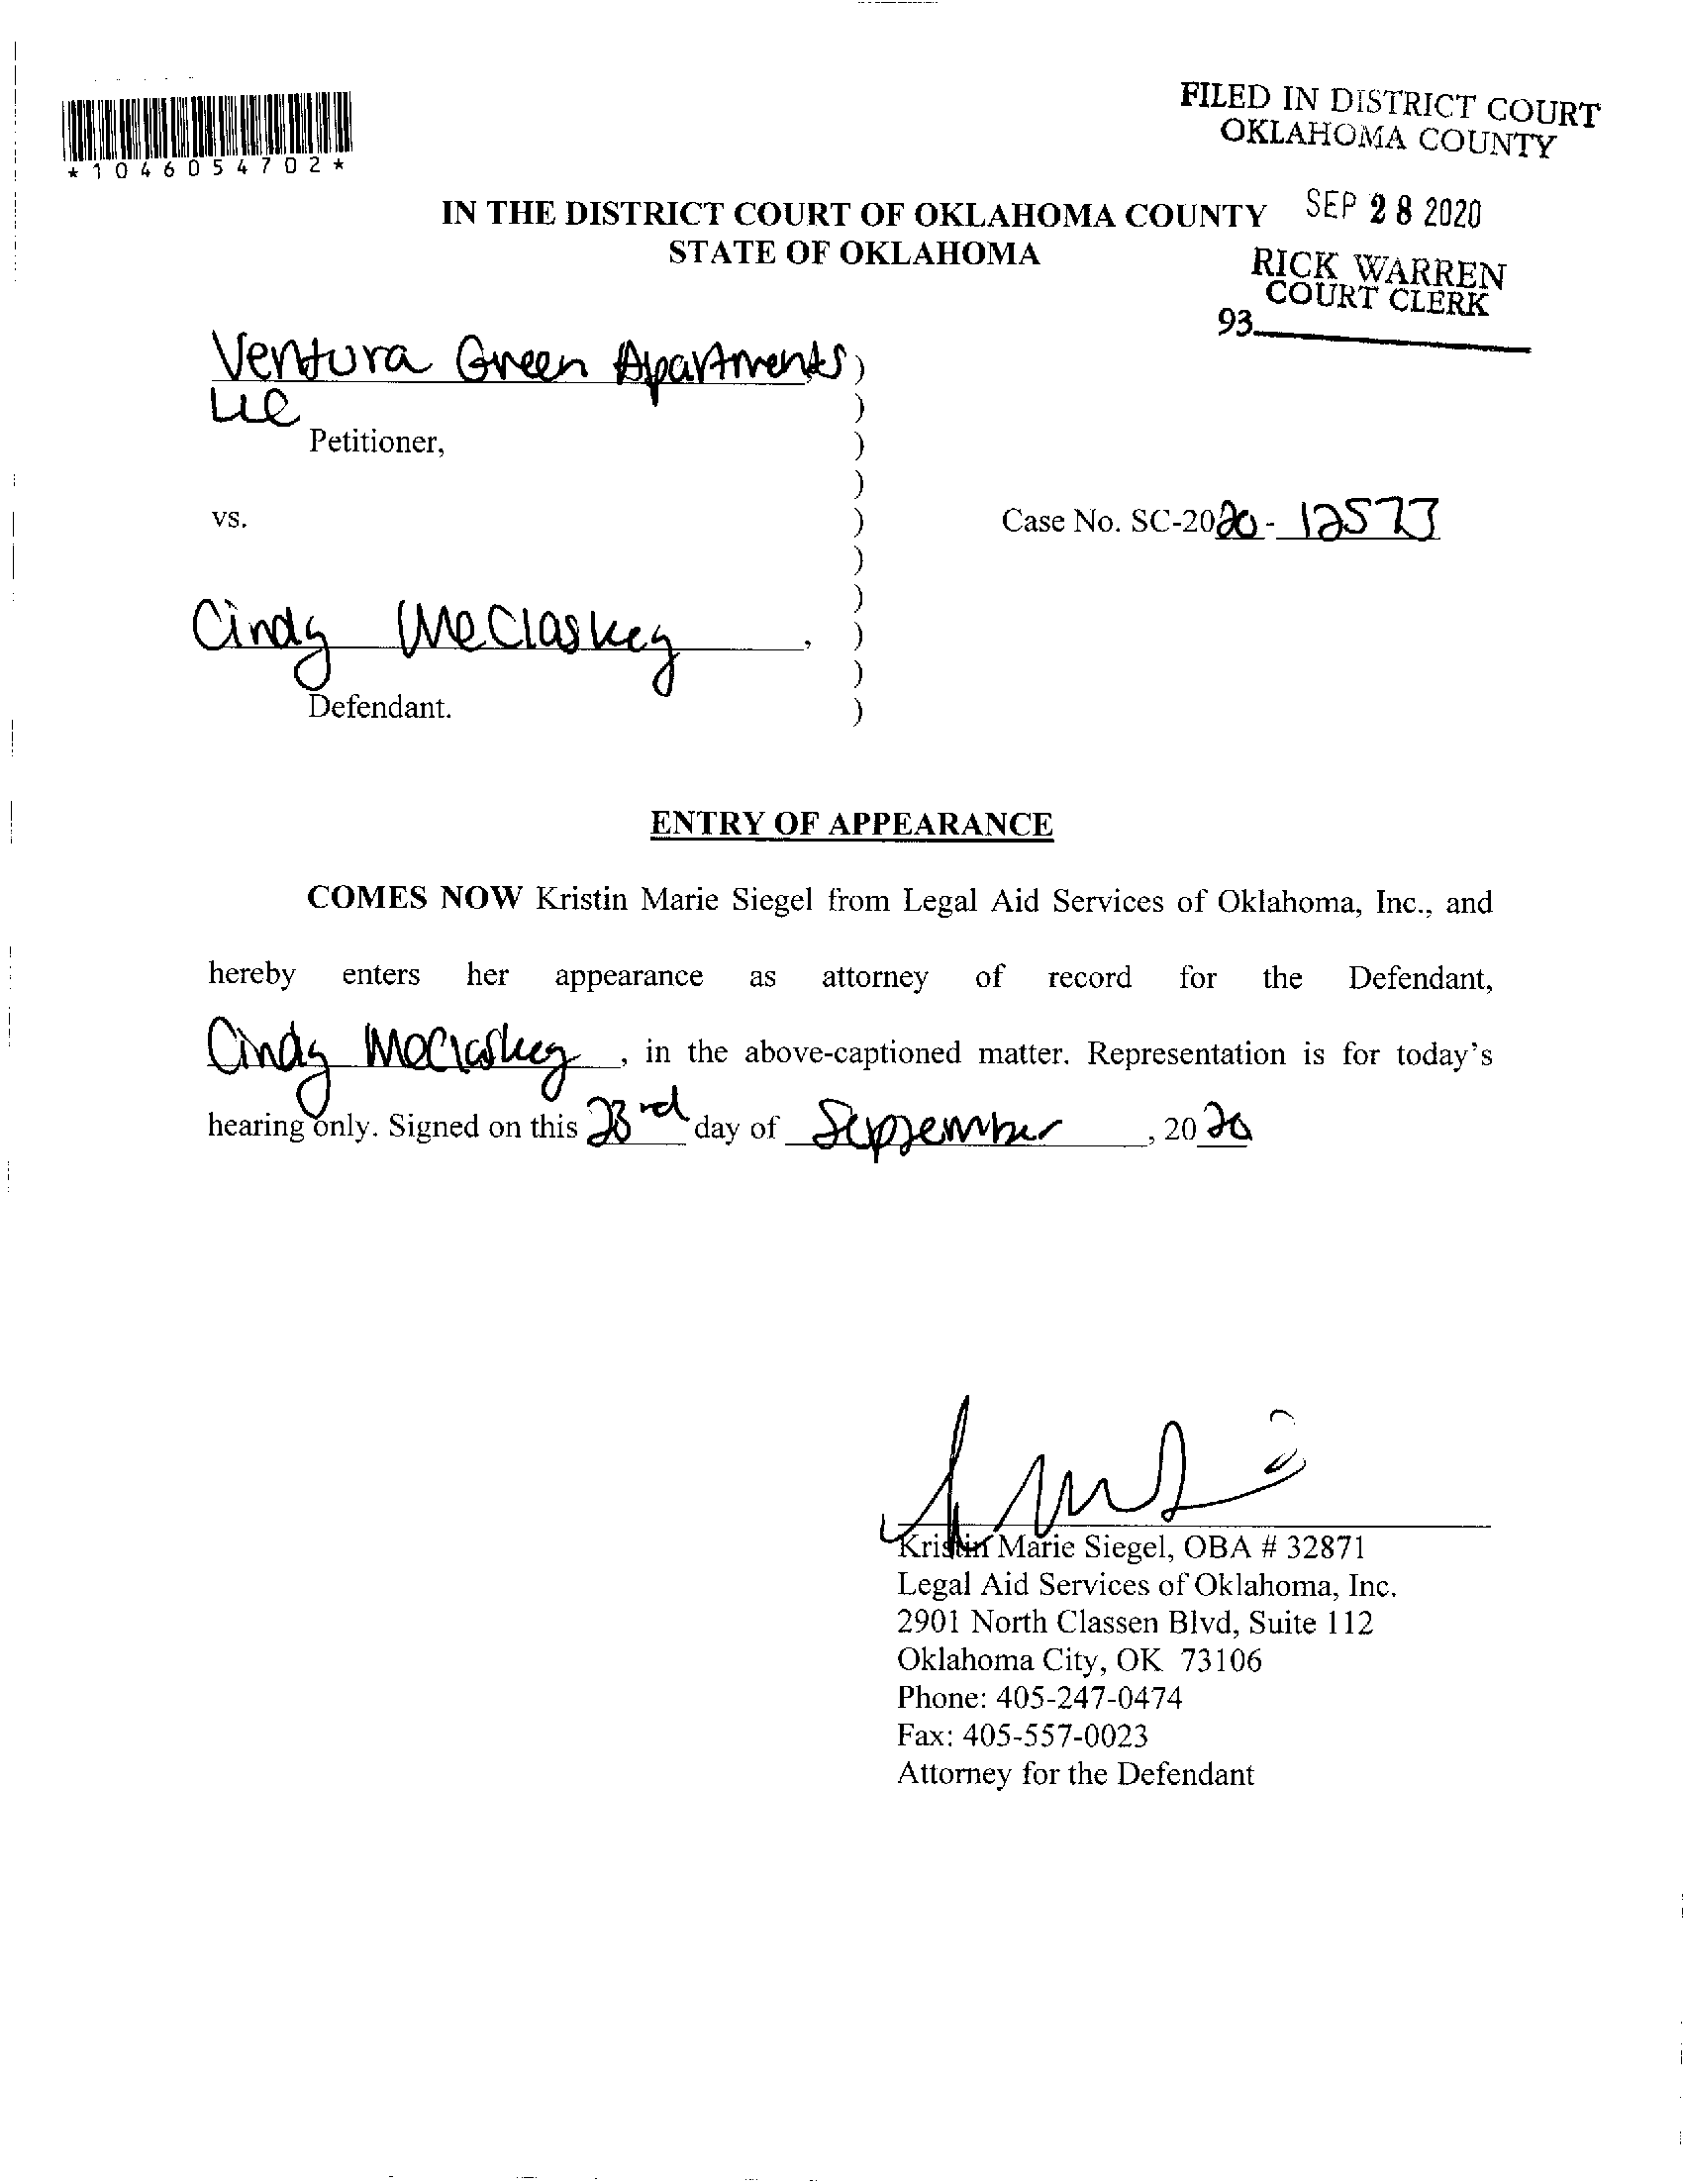 *1046054702*
FILED IN DISTRICT COURT
OKLAHOMA COUNTY
SEP 28 2020
RICK WARREN
COURT CLERK
93
IN THE DISTRICT COURT OF OKLAHOMA COUNTY
STATE OF OKLAHOMA
Ventura Green Apartments )
LLC )
Petitioner, )
)
vs. ) Case No. SC-2020-12573
)
)
Cindy McClaskey , )
)
Defendant. )
ENTRY OF APPEARANCE
COMES NOW Kristin Marie Siegel from Legal Aid Services of Oklahoma, Inc., and
hereby enters her appearance as attorney of record for the Defendant,
Cindy McClaskey , in the above-captioned matter. Representation is for today's
hearing only. Signed on this 23rd day of September , 2020
Kristin Marie Siegel, OBA # 32871
Legal Aid Services of Oklahoma, Inc.
2901 North Classen Blvd, Suite 112
Oklahoma City, OK 73106
Phone: 405-247-0474
Fax: 405-557-0023
Attorney for the Defendant